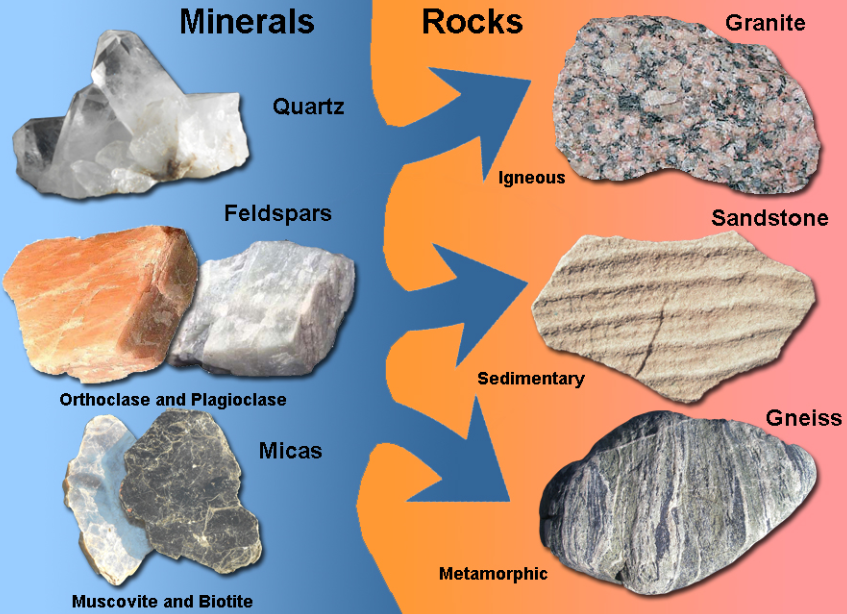 Minerals
Rocks
Quartz
Feldspars
Orthoclase and Plagioclase
Micas
Muscovite and Biotite
Granite
Igneous
Sandstone
Sedimentary
Gneiss
Metamorphic